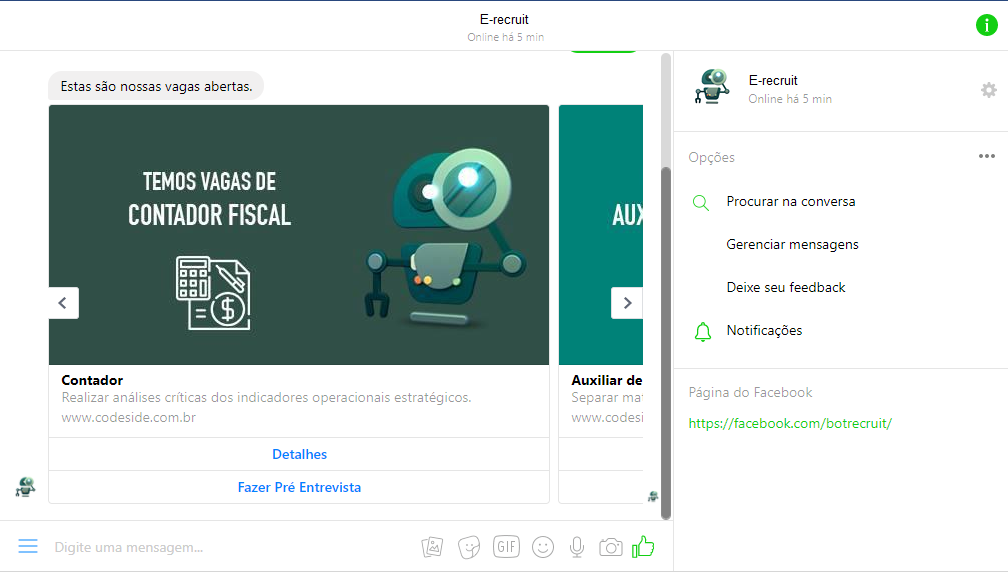 E-recruit
Online há 5 min
Estas são nossas vagas abertas.
TEMOS VAGAS DE
CONTADOR FISCAL
Contador
Realizar análises críticas dos indicadores operacionais estratégicos.
www.codeside.com.br
Detalhes
Fazer Pré Entrevista
AUX
Auxiliar de
Separar mat
www.codesi
Digite uma mensagem...
GIF
E-recruit
Online há 5 min
Opções
Procurar na conversa
Gerenciar mensagens
Deixe seu feedback
Notificações
Página do Facebook
https://facebook.com/botrecruit/